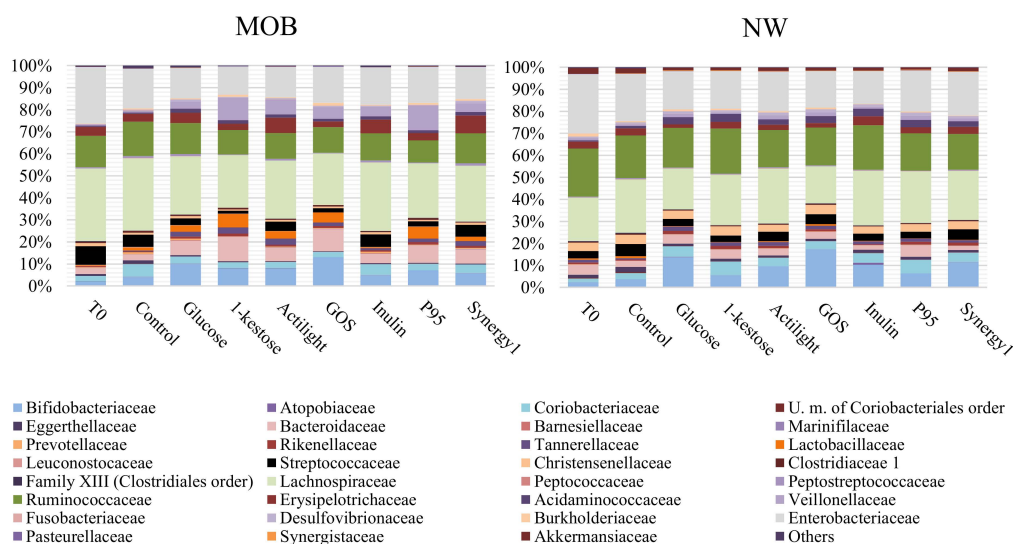 MOB
NW
100%
90%
80%
70%
60%
50%
40%
30%
20%
10%
0%
100%
90%
80%
70%
60%
50%
40%
30%
20%
10%
0%
T0
Control
Glucose
1-kestose
Actilight
GOS
Inulin
P95
Synergy1
T0
Control
Glucose
1-kestose
Actilight
GOS
Inulin
P95
Synergy1
Bifidobacteriaceae Atopobiaceae Coriobacteriaceae U. m. of Coriobacteriales order
Eggerthellaceae Bacteroidaceae Barnesiellaceae Marinifilaceae
Prevotellaceae Rikenellaceae Tannerellaceae Lactobacillaceae
Leuconostocaceae Streptococcaceae Christensenellaceae Clostridiaceae 1
Family XIII (Clostridiales order) Lachnospiraceae Peptococcaceae Peptostreptococcaceae
Ruminococcaceae Erysipelotrichaceae Acidaminococcaceae Veillonellaceae
Fusobacteriaceae Desulfovibrionaceae Burkholderiaceae Enterobacteriaceae
Pasteurellaceae Synergistaceae Akkermansiaceae Others